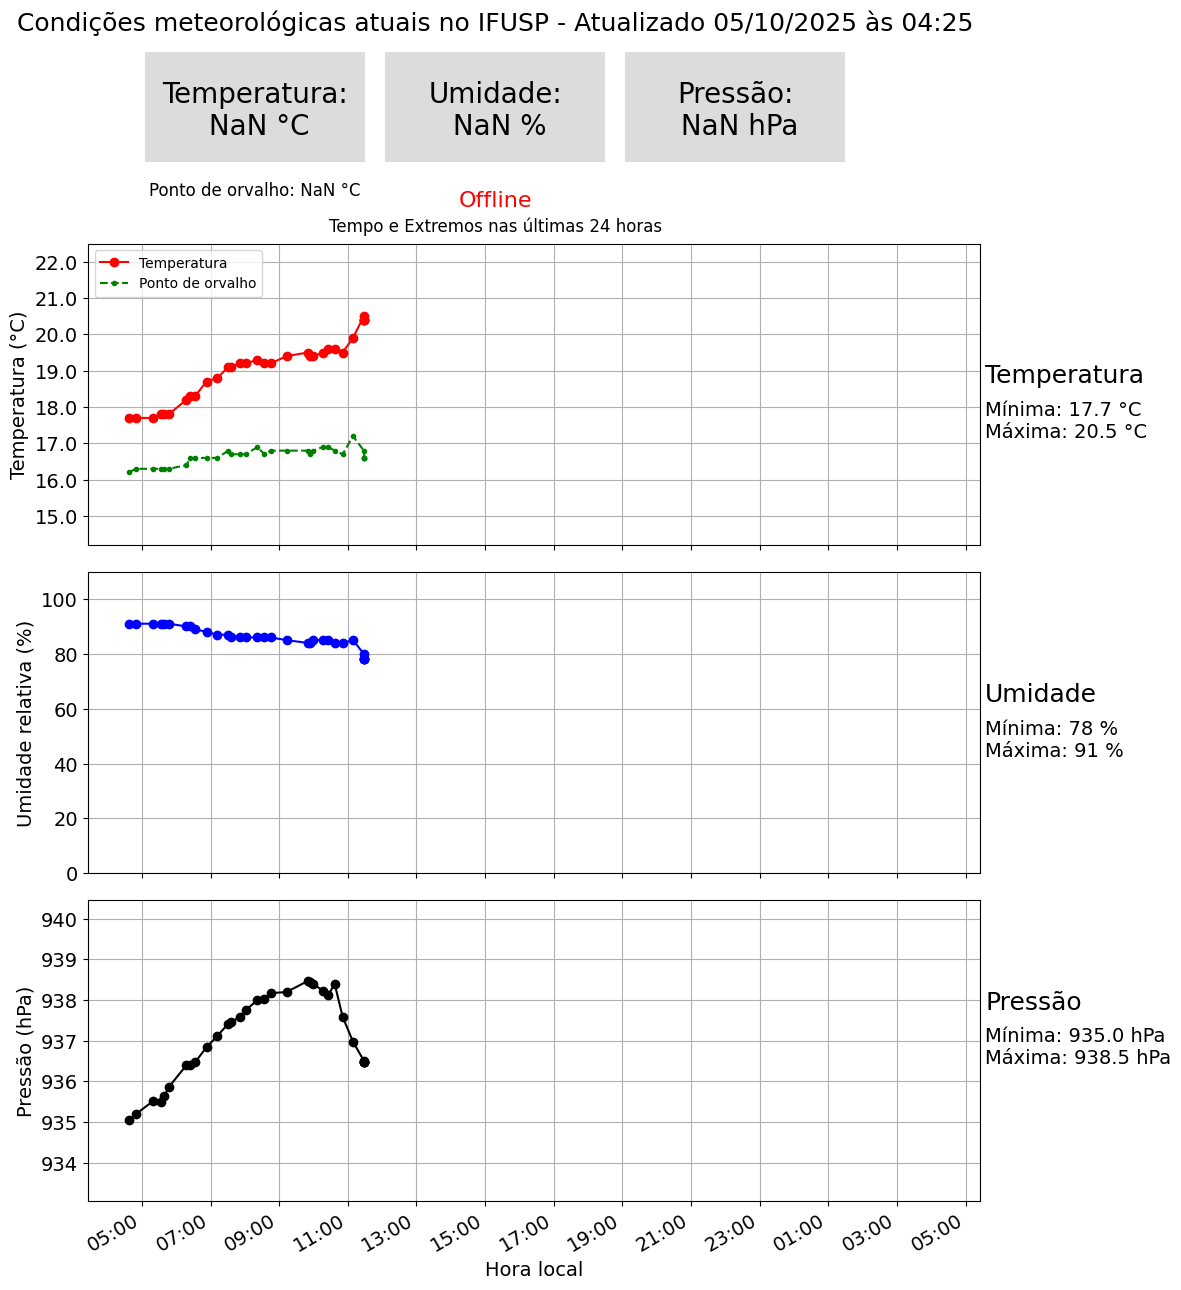 Condições meteorológicas atuais no IFUSP - Atualizado 05/10/2025 às 04:25
Temperatura:
NaN °C
Umidade:
NaN %
Pressão:
NaN hPa
Ponto de orvalho: NaN °C
Offline
Tempo e Extremos nas últimas 24 horas
Temperatura
Ponto de orvalho
Temperatura (°C)
22.0
21.0
20.0
19.0
18.0
17.0
16.0
15.0
Temperatura
Mínima: 17.7 °C
Máxima: 20.5 °C
Umidade relativa (%)
100
80
60
40
20
0
Umidade
Mínima: 78 %
Máxima: 91 %
Pressão (hPa)
940
939
938
937
936
935
934
Pressão
Mínima: 935.0 hPa
Máxima: 938.5 hPa
05:00 07:00 09:00 11:00 13:00 15:00 17:00 19:00 21:00 23:00 01:00 03:00 05:00
Hora local